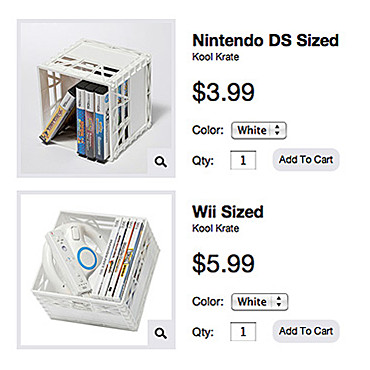 Nintendo DS Sized
Kool Krate
$3.99
Color: White
Qty: 1 Add To Cart
Wii Sized
Kool Krate
$5.99
Color: White
Qty: 1 Add To Cart